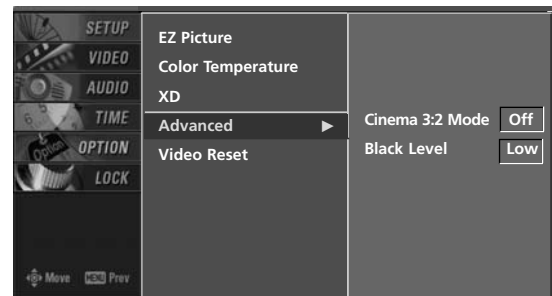 SETUP
VIDEO
AUDIO
TIME
OPTION
LOCK
Move MENU Prev
EZ Picture
Color Temperature
XD
Advanced ▶
Video Reset
Cinema 3:2 Mode Off
Black Level Low